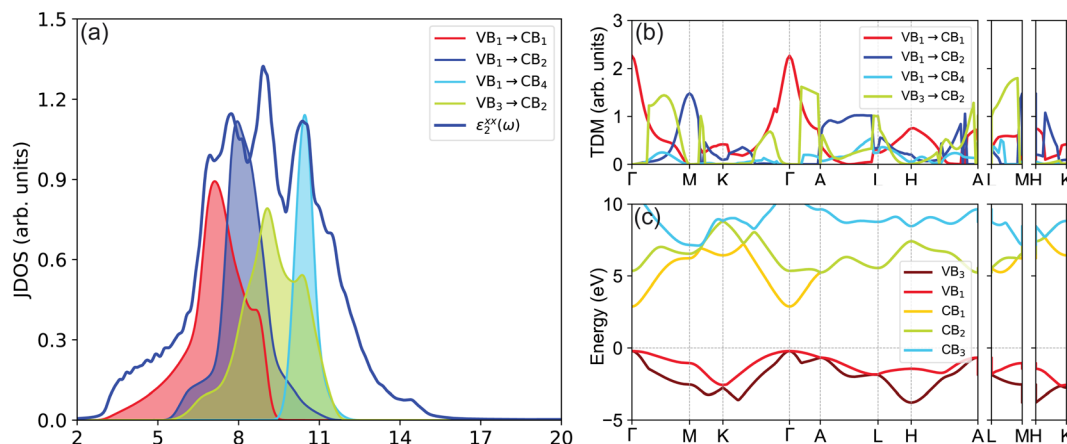 (a)
JDOS (arb. units)
1.5
1.2
0.9
0.6
0.3
0.0
2
5
8
11
14
17
20
VB₁→CB₁
VB₁→CB₂
VB₁→CB₄
VB₃→CB₂
ε₂ˣˣ(ω)
(b)
TDM (arb. units)
3
2
1
0
VB₁→CB₁
VB₁→CB₂
VB₁→CB₄
VB₃→CB₂
Γ M K Γ A L H A L M H K
(c)
Energy (eV)
10
5
0
−5
VB₃
VB₁
CB₁
CB₂
CB₃
Γ M K Γ A L H A L M H K